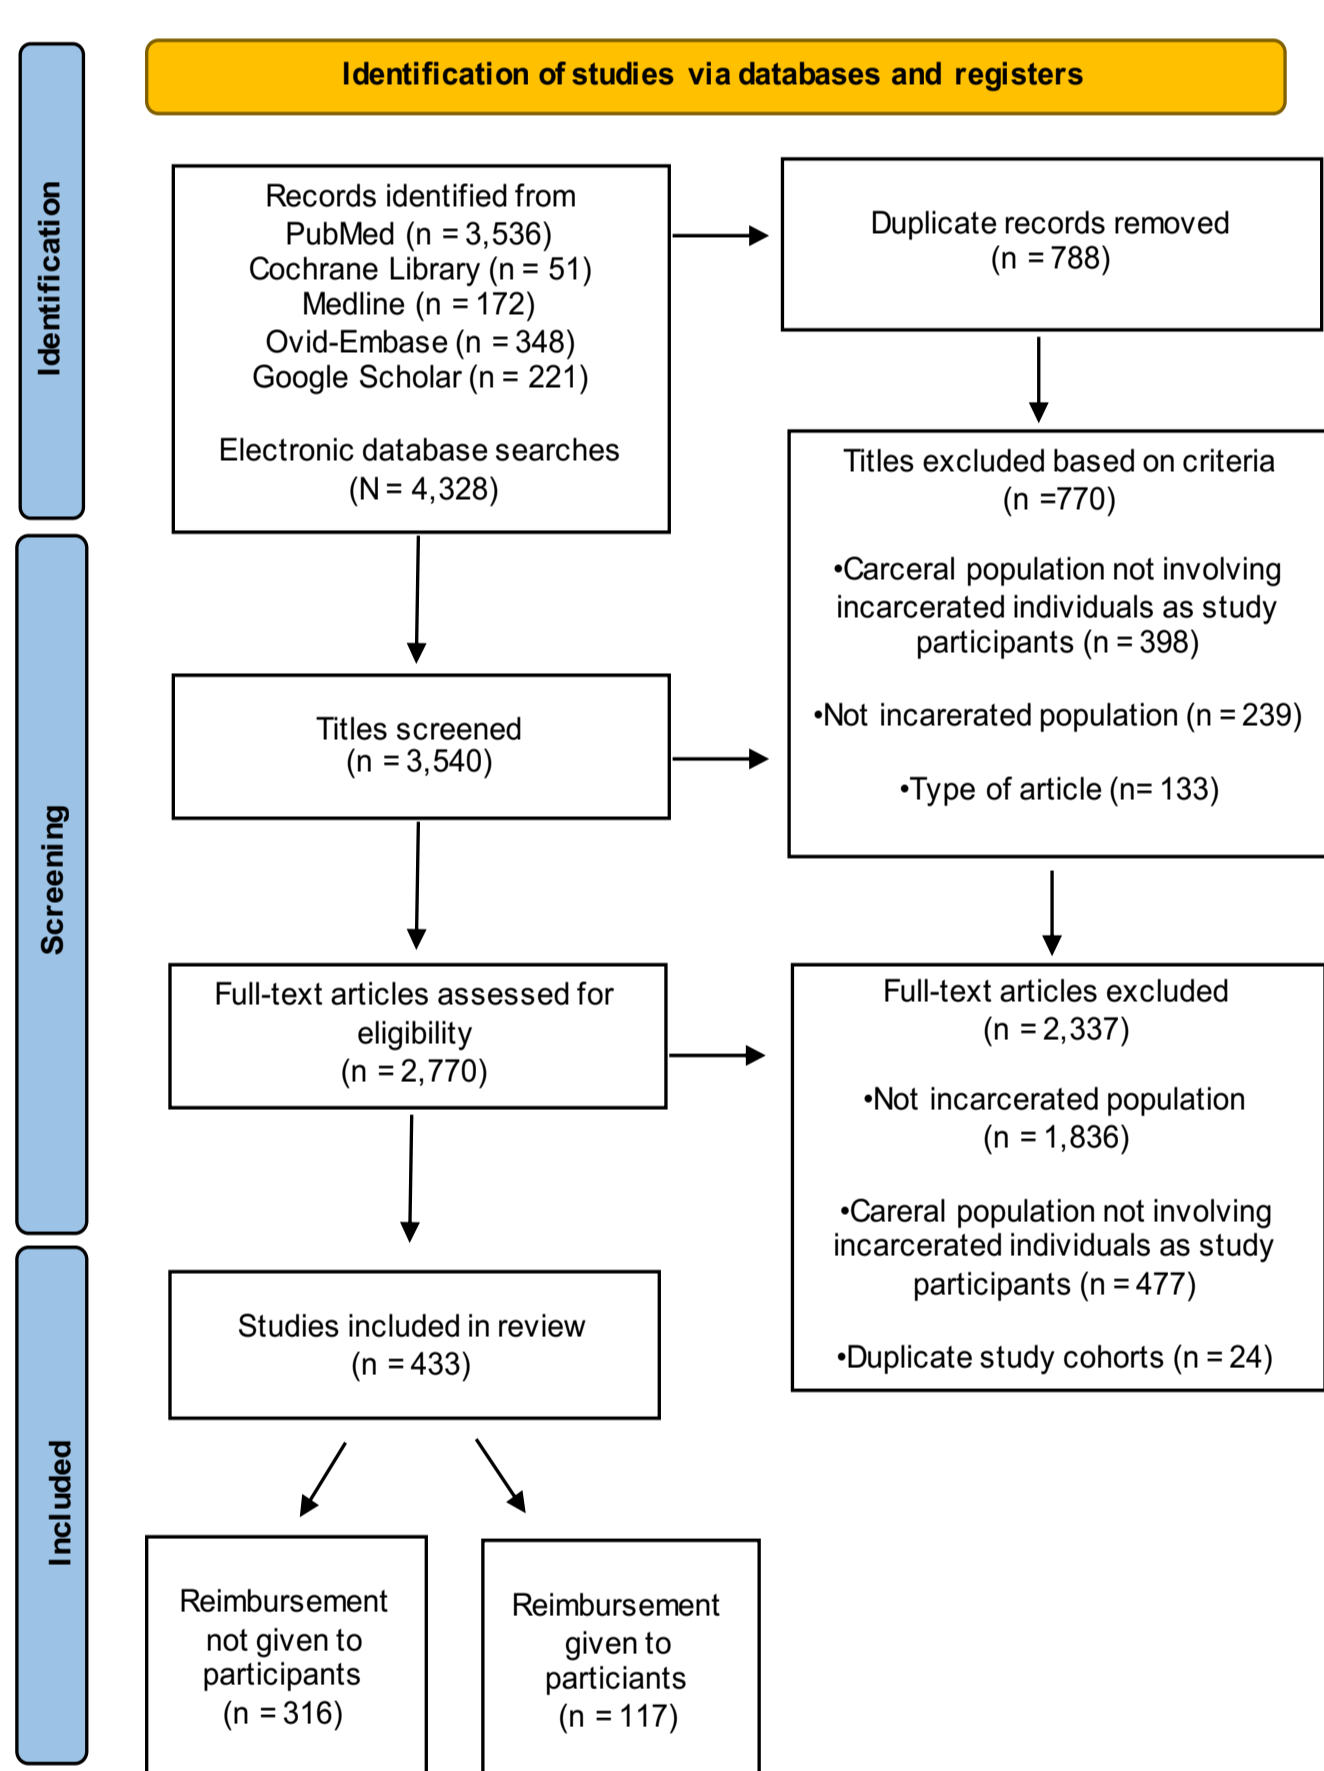 Identification of studies via databases and registers
Identification
Records identified from
PubMed (n = 3,536)
Cochrane Library (n = 51)
Medline (n = 172)
Ovid-Embase (n = 348)
Google Scholar (n = 221)
Electronic database searches
(N = 4,328)
Duplicate records removed
(n = 788)
Titles excluded based on criteria
(n =770)
•Carceral population not involving
incarcerated individuals as study
participants (n = 398)
•Not incarerated population (n = 239)
•Type of article (n= 133)
Screening
Titles screened
(n = 3,540)
Full-text articles assessed for
eligibility
(n = 2,770)
Full-text articles excluded
(n = 2,337)
•Not incarcerated population
(n = 1,836)
•Careral population not involving
incarcerated individuals as study
participants (n = 477)
•Duplicate study cohorts (n = 24)
Included
Studies included in review
(n = 433)
Reimbursement
not given to
participants
(n = 316)
Reimbursement
given to
particiants
(n = 117)